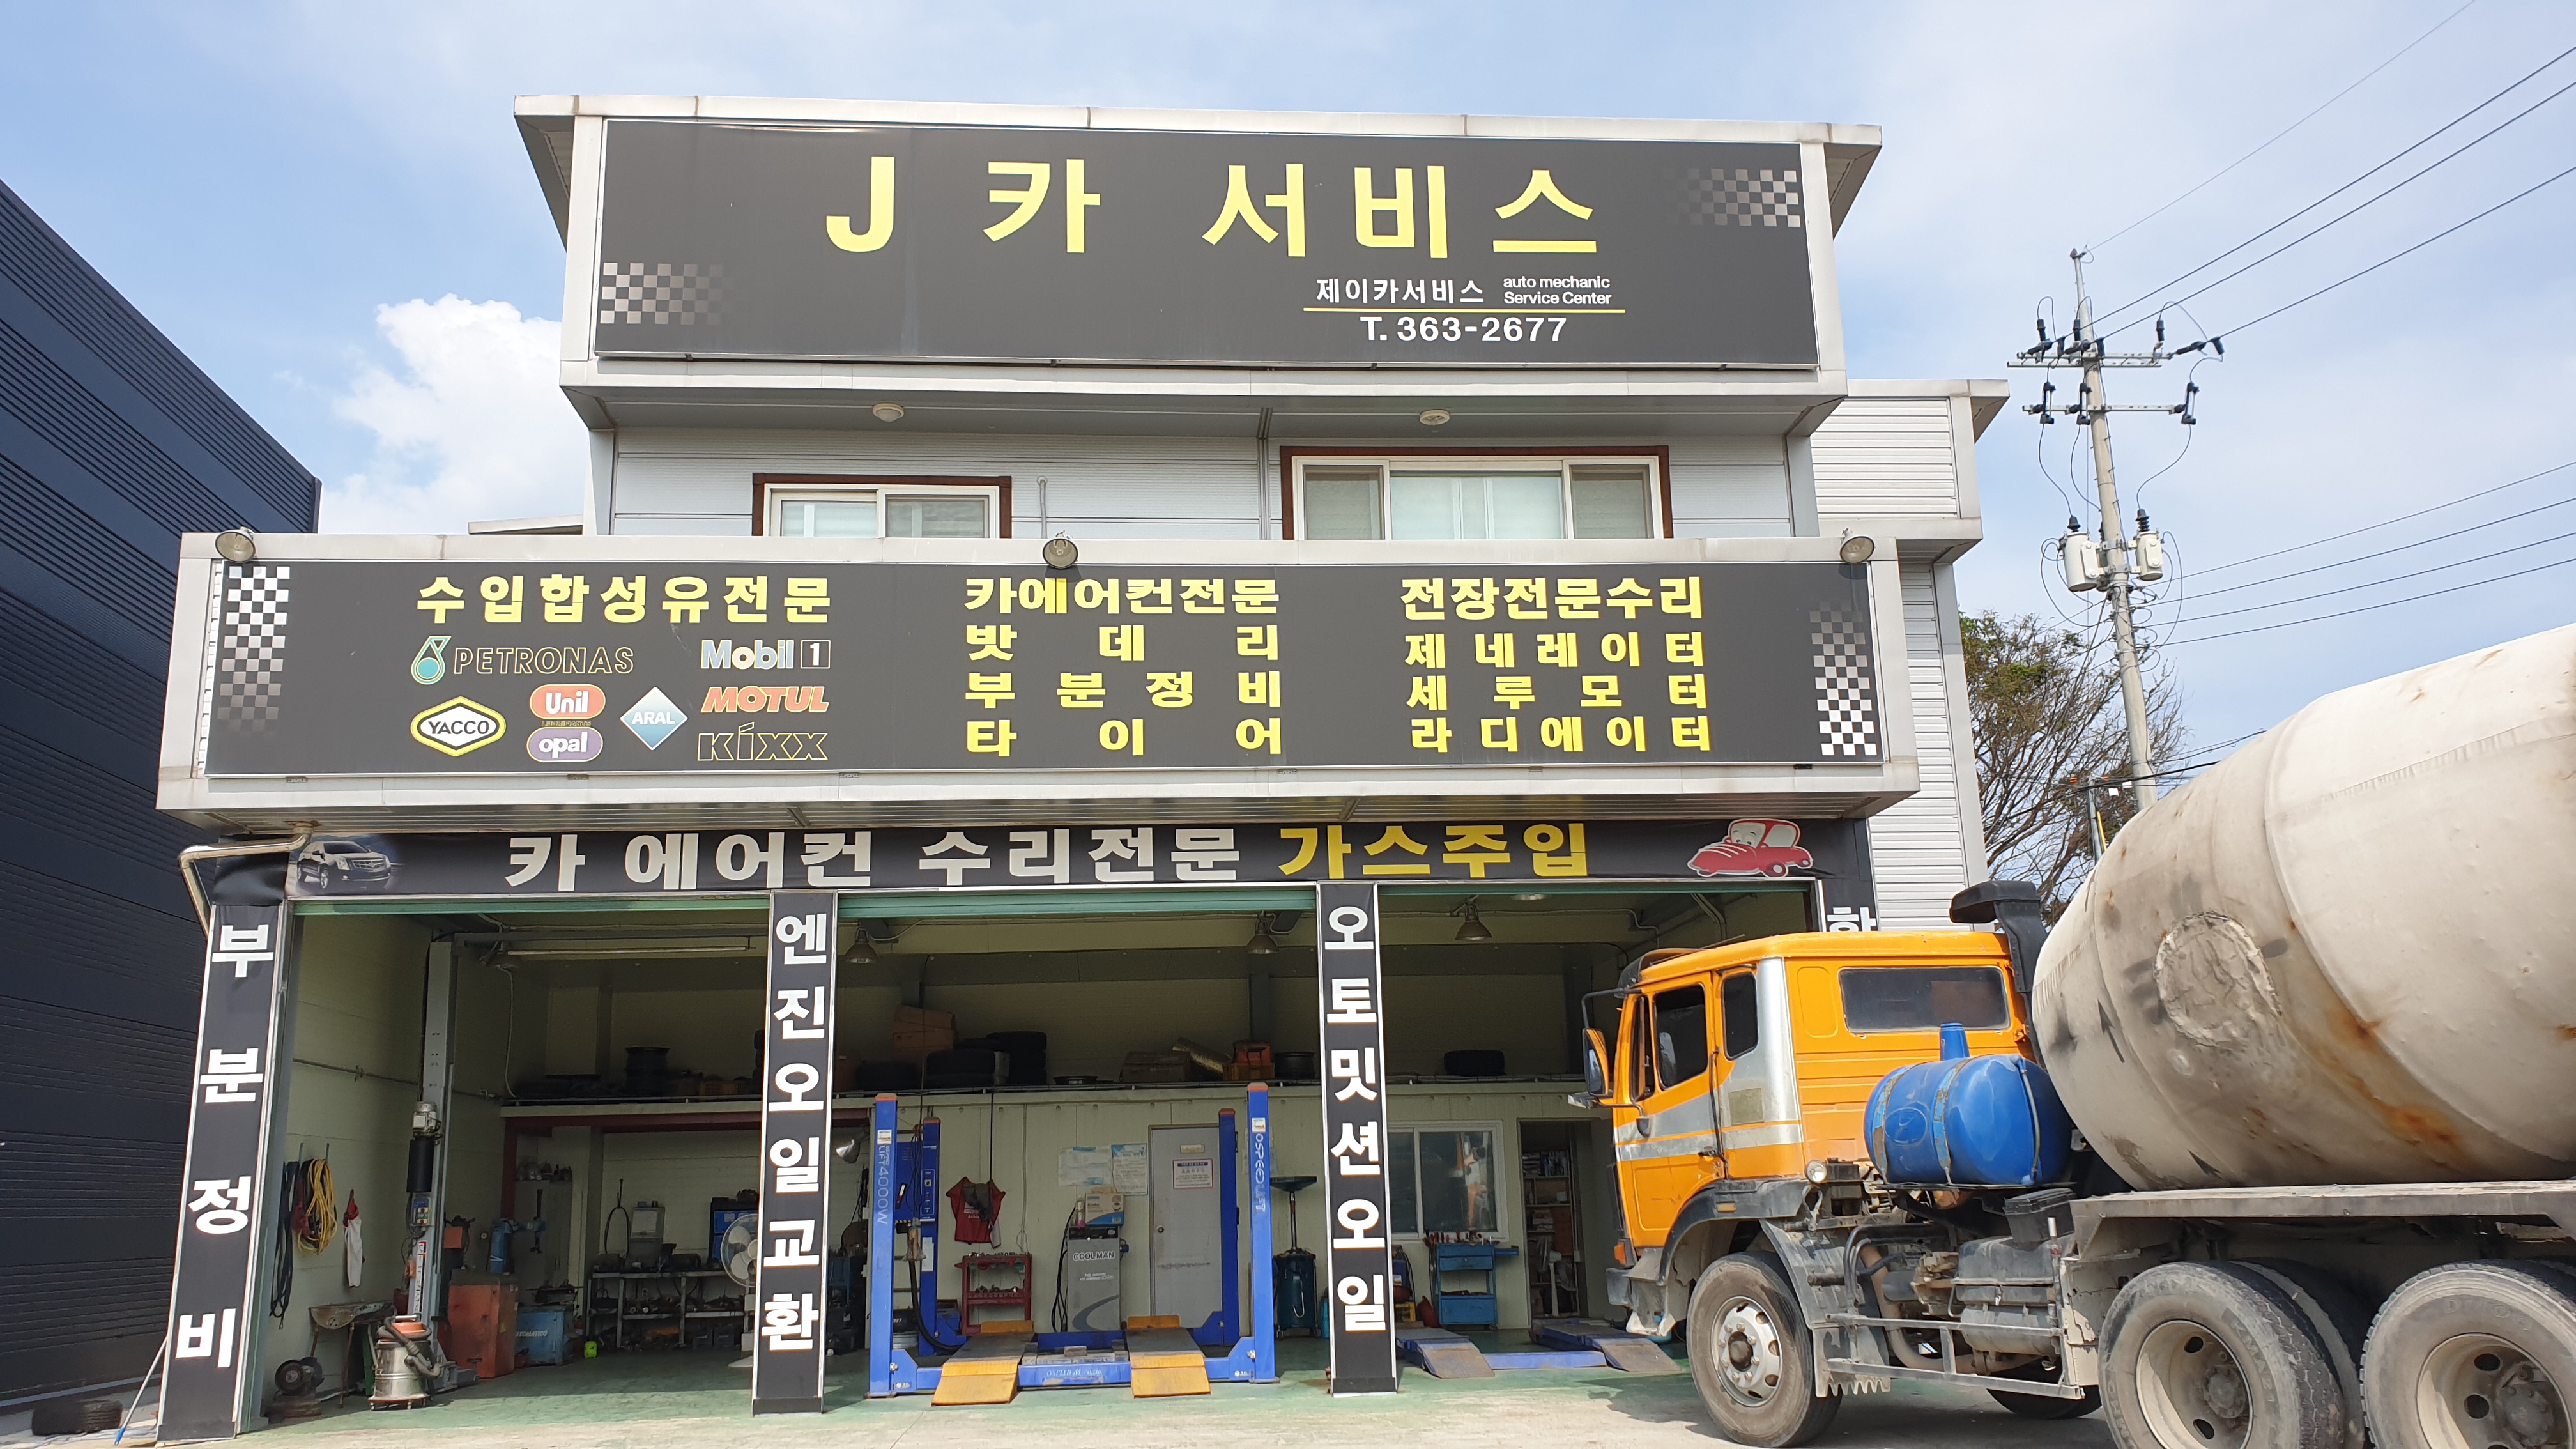 J 카 서비스
제이카서비스
auto mechanic
Service Center
T. 363-2677
수입합성유전문
PETRONAS
Mobil 1
YACCO
Unil
opal
ARAL
MOTUL
KIXX
카에어컨전문
밧데리
부분정비
타이어
전장전문수리
제네레이터
세루모터
라디에이터
카 에어컨 수리전문 가스주입
부분정비
엔진오일교환
오토밋션오일
COOLMAN